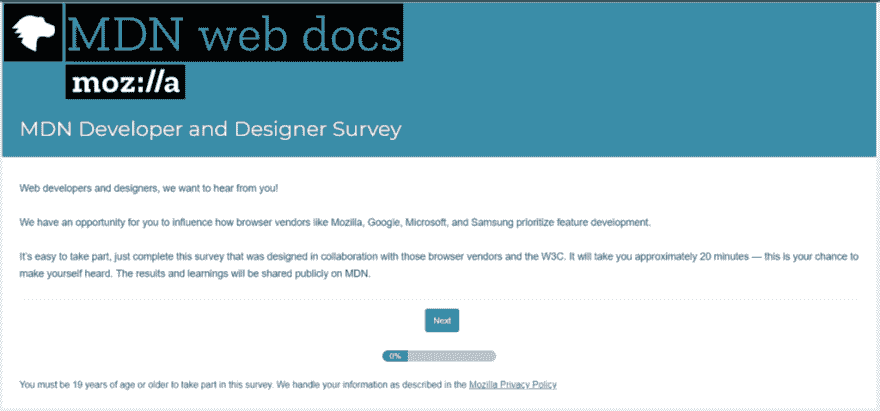 MDN web docs
moz://a
MDN Developer and Designer Survey
Web developers and designers, we want to hear from you!
We have an opportunity for you to influence how browser vendors like Mozilla, Google, Microsoft, and Samsung prioritize feature development.
It's easy to take part, just complete this survey that was designed in collaboration with those browser vendors and the W3C. It will take you approximately 20 minutes — this is your chance to
make yourself heard. The results and learnings will be shared publicly on MDN.
Next
0%
You must be 19 years of age or older to take part in this survey. We handle your information as described in the Mozilla Privacy Policy